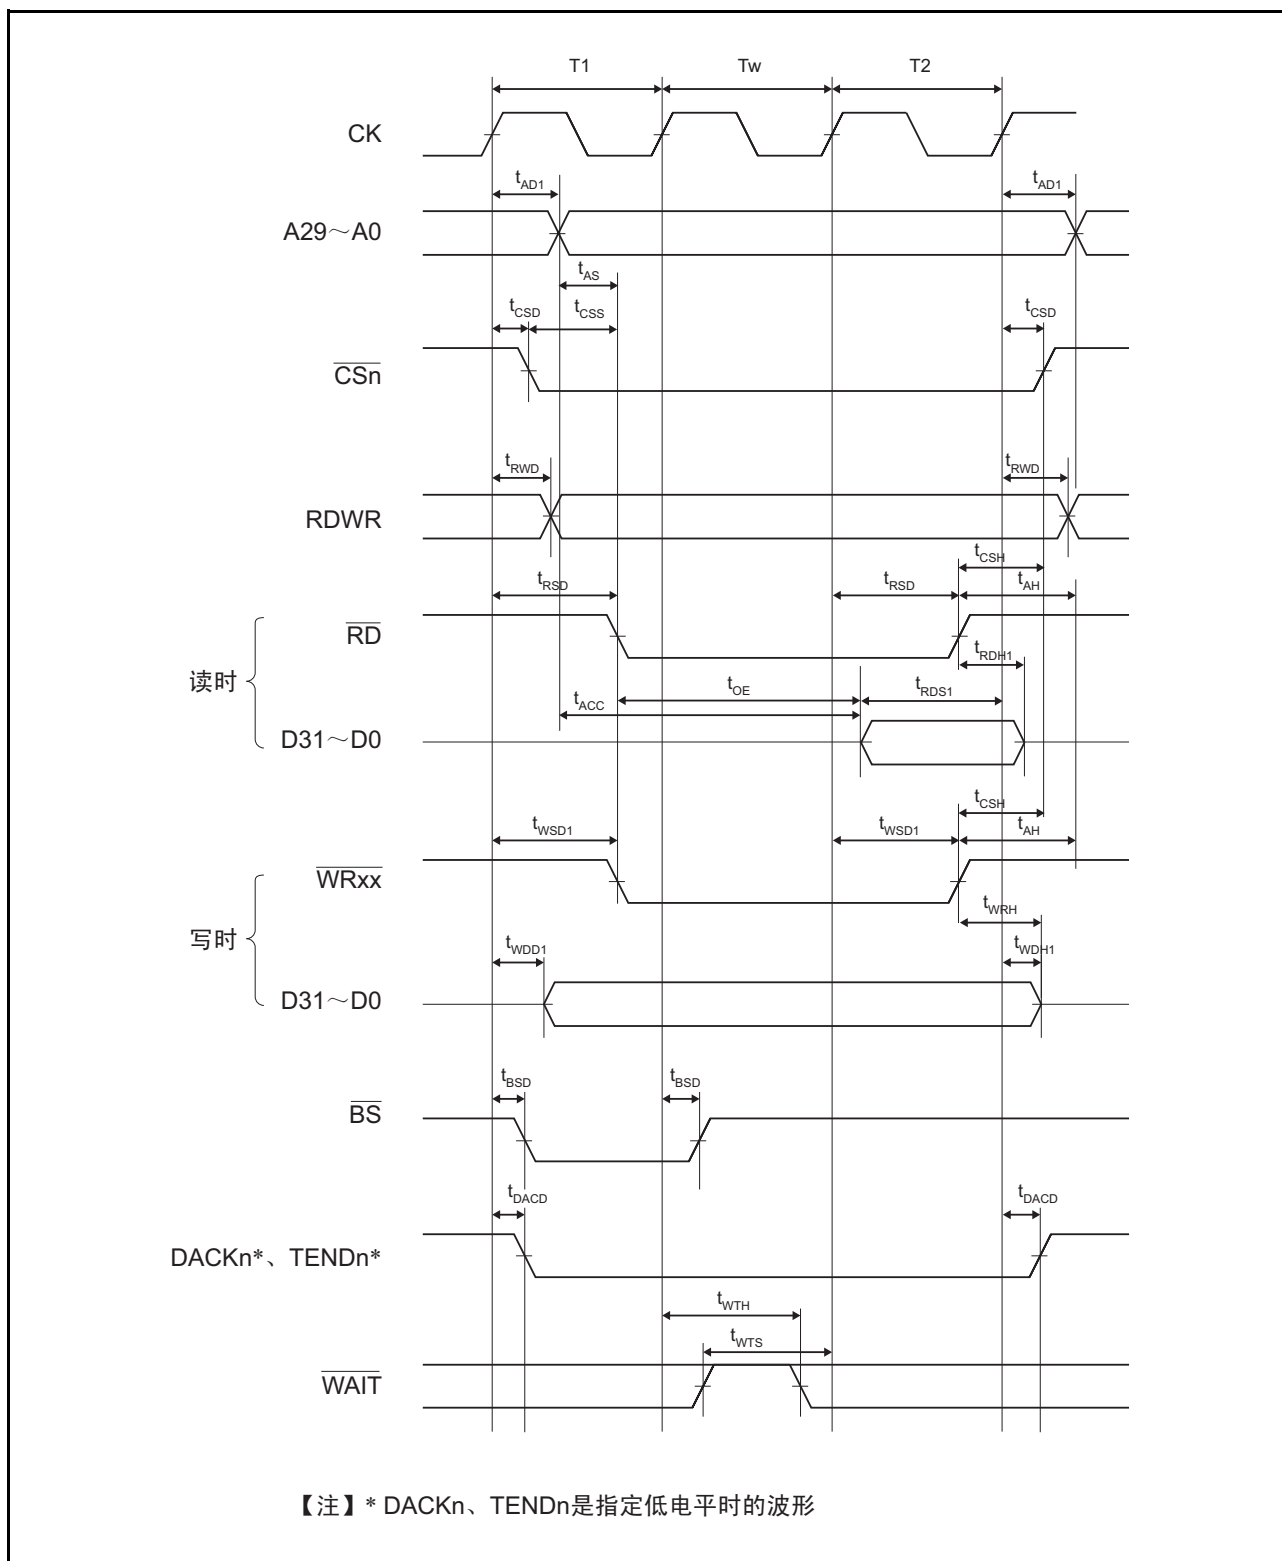 T1 Tw T2
CK
tAD1 tAD1
A29～A0
tAS
tCSD tCSS tCSD
CSn
tRWD tRWD
RDWR
tCSH
tRSD tRSD tAH
RD
tRDH1
读时
tOE tRDS1
tACC
D31～D0
tCSH
tWSD1 tWSD1 tAH
WRxx
tWRH
写时
tWDD1 tWDH1
D31～D0
tBSD tBSD
BS
tDACD tDACD
DACKn*、TENDn*
tWTH
tWTS
WAIT
【注】* DACKn、TENDn是指定低电平时的波形